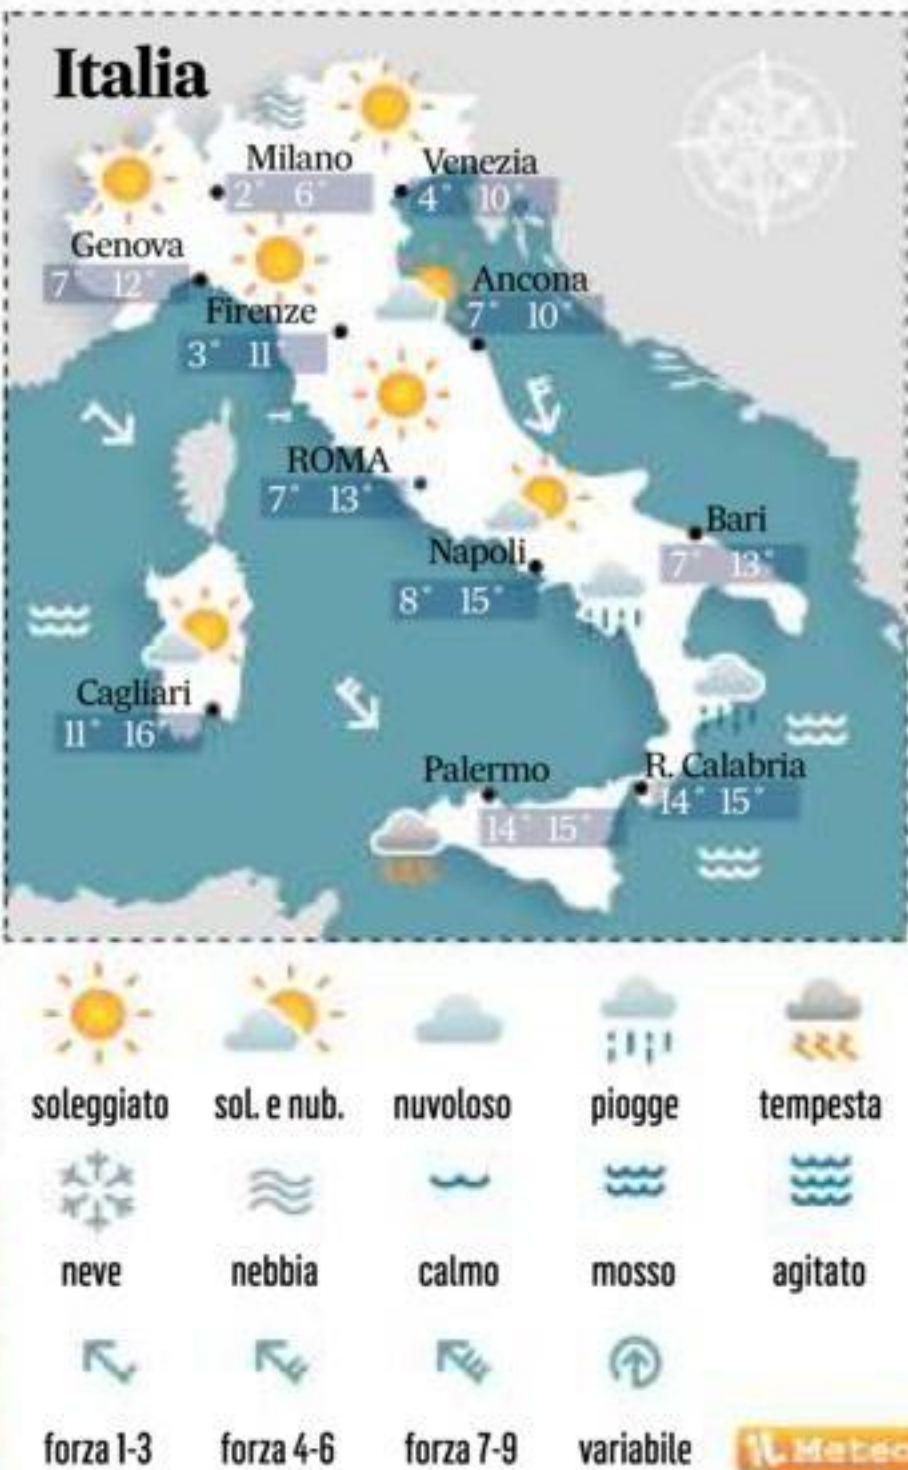 Italia
Milano
2° 6°
Venezia
4° 10°
Genova
7° 12°
Firenze
3° 11°
Ancona
7° 10°
ROMA
7° 13°
Napoli
8° 15°
Bari
7° 13°
Cagliari
11° 16°
Palermo
14° 15°
R. Calabria
14° 15°
soleggiato sol. e nub. nuvoloso piogge tempesta
neve nebbia calmo mosso agitato
forza 1-3 forza 4-6 forza 7-9 variabile
iL Meteo